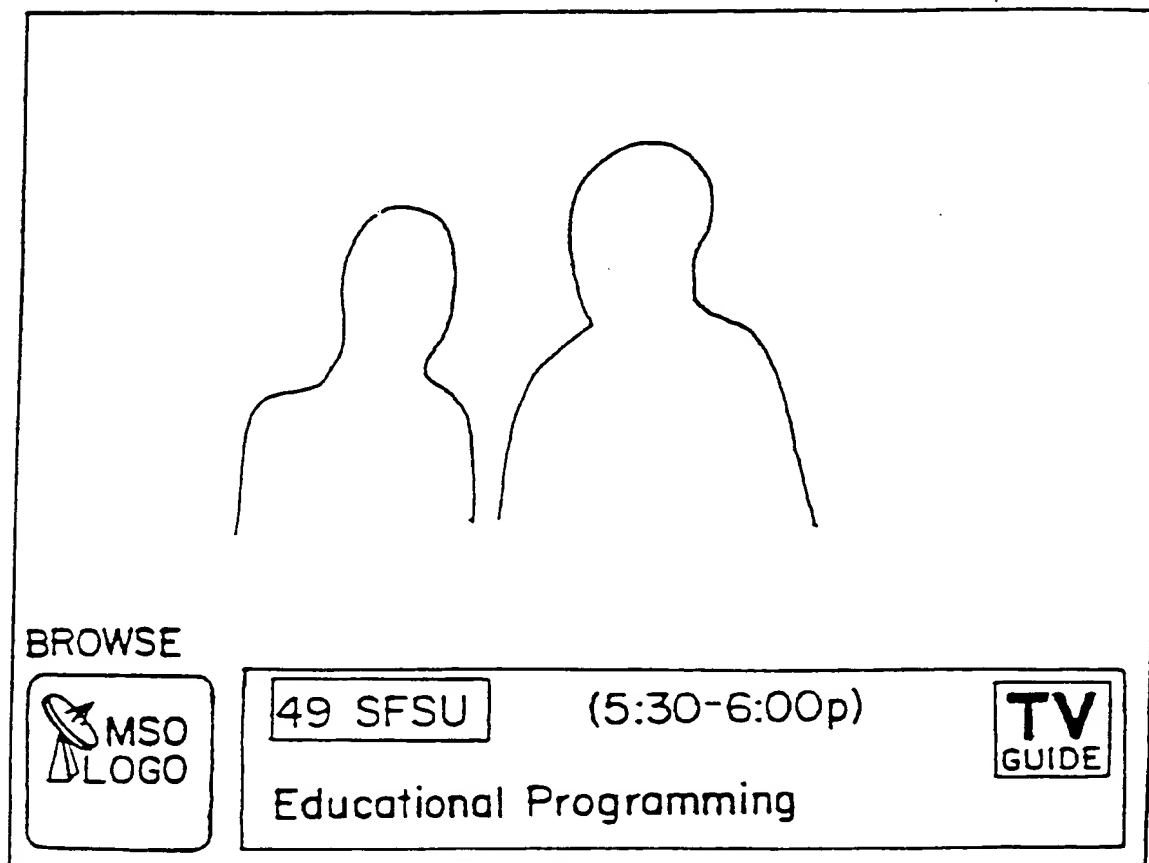 BROWSE
MSO
LOGO
49 SFSU (5:30-6:00p)
TV
GUIDE
Educational Programming